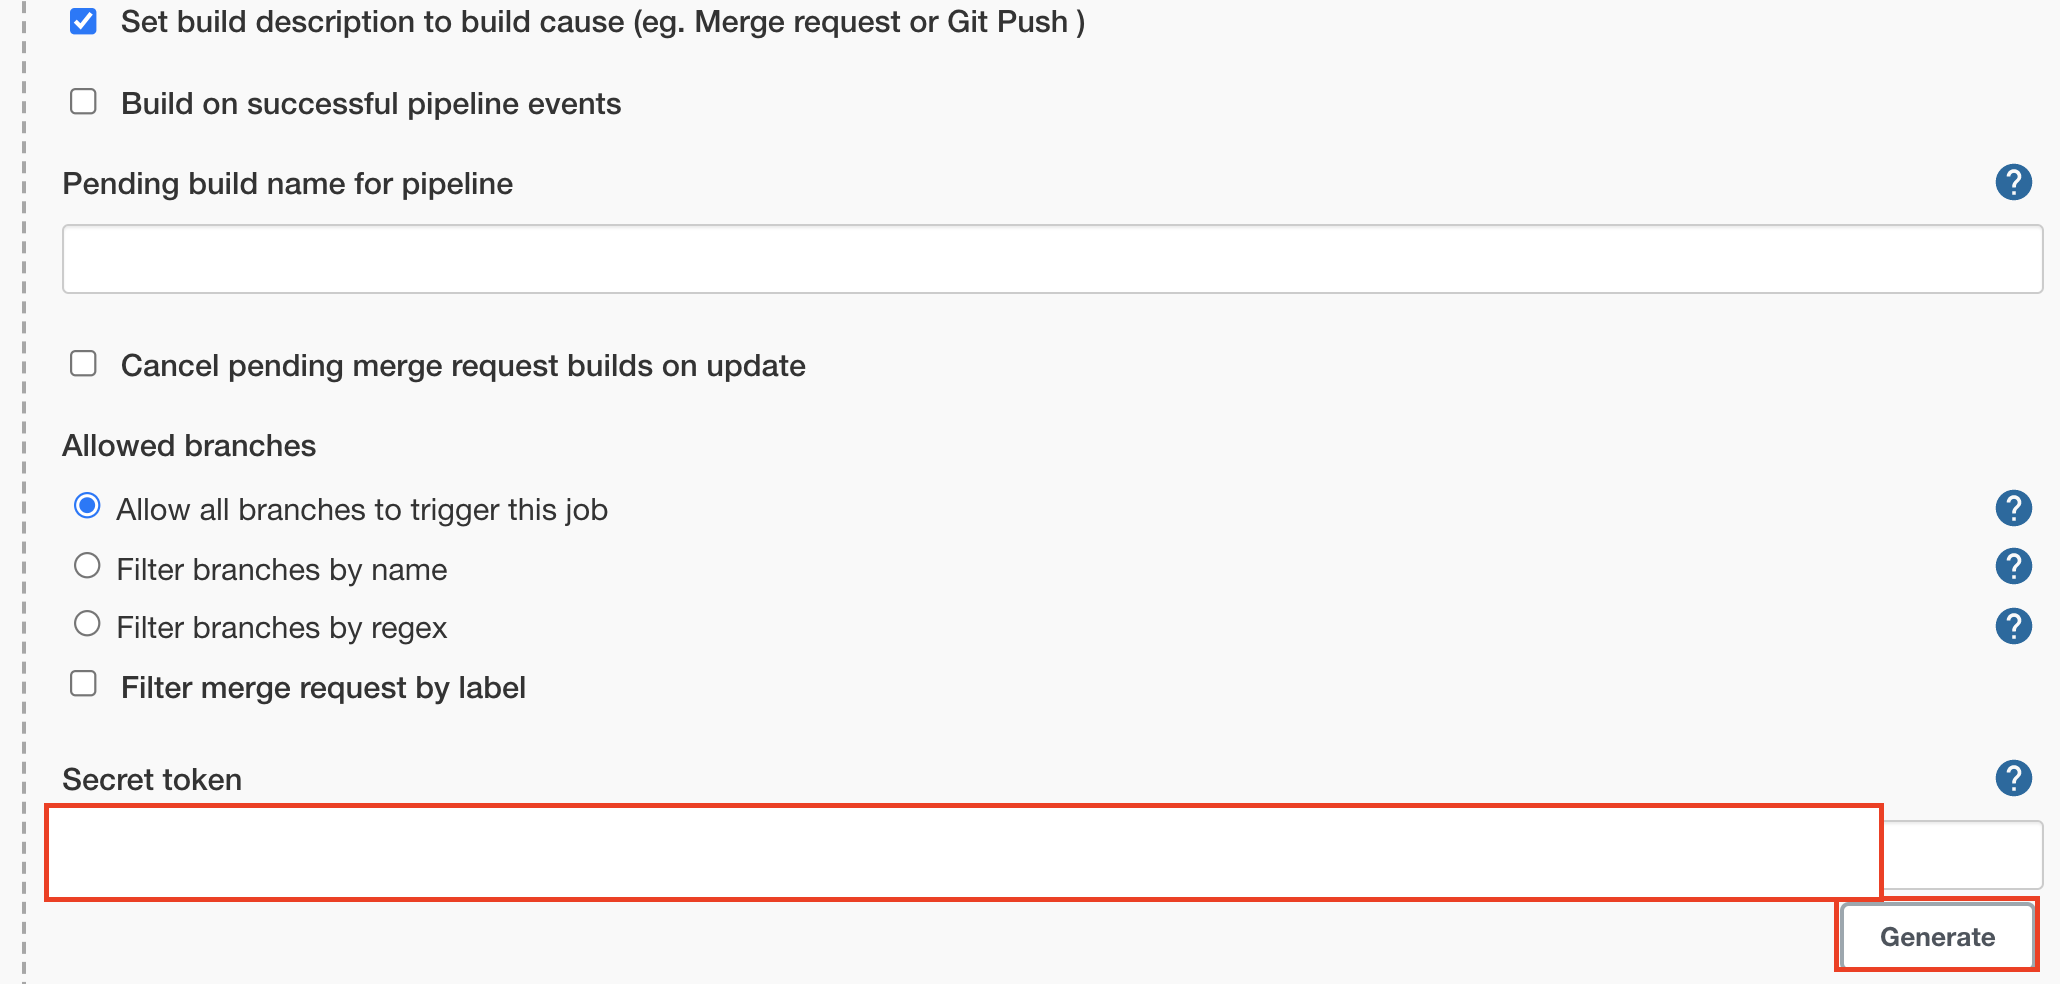 Set build description to build cause (eg. Merge request or Git Push )
Build on successful pipeline events
Pending build name for pipeline
?
Cancel pending merge request builds on update
Allowed branches
Allow all branches to trigger this job
?
Filter branches by name
?
Filter branches by regex
?
Filter merge request by label
Secret token
?
Generate